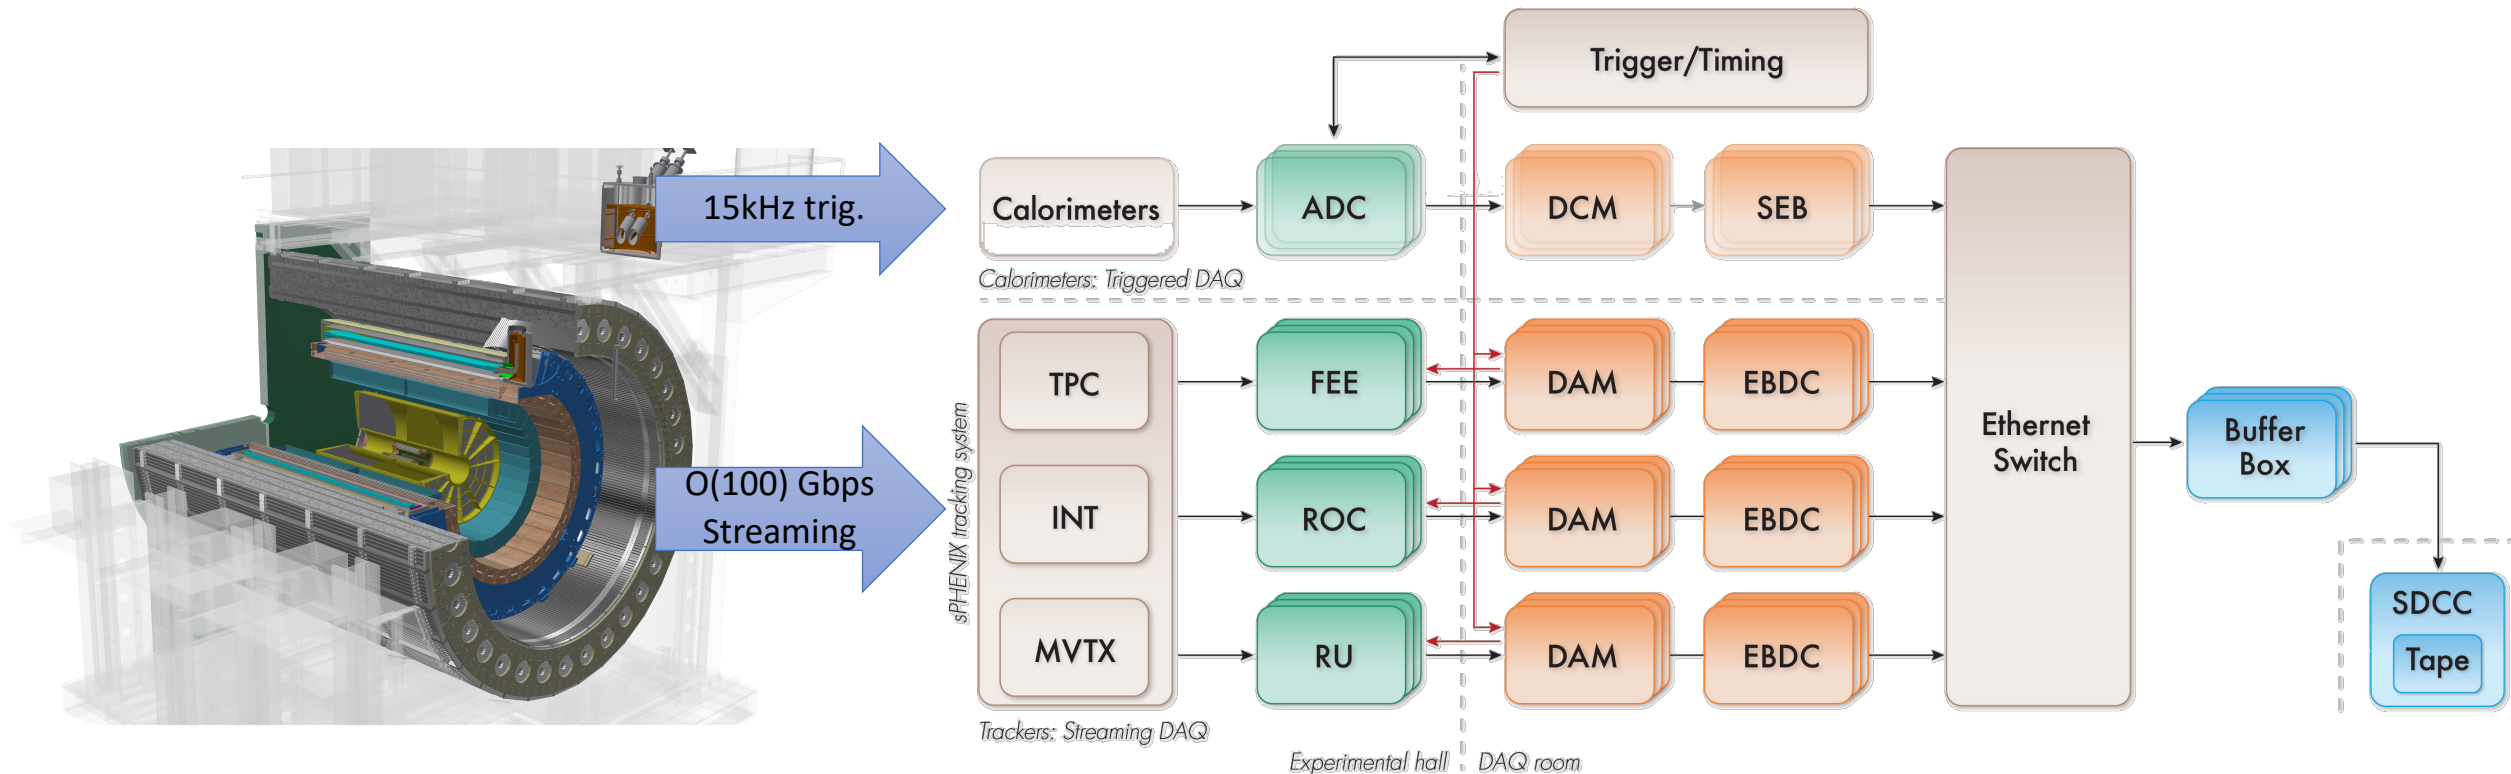 15kHz trig.
O(100) Gbps
Streaming
Trigger/Timing
Calorimeters
ADC
DCM
SEB
Calorimeters: Triggered DAQ
sPHENIX tracking system
TPC
FEE
DAM
EBDC
INT
ROC
DAM
EBDC
MVTX
RU
DAM
EBDC
Trackers: Streaming DAQ
Experimental hall
DAQ room
Ethernet
Switch
Buffer
Box
SDCC
Tape